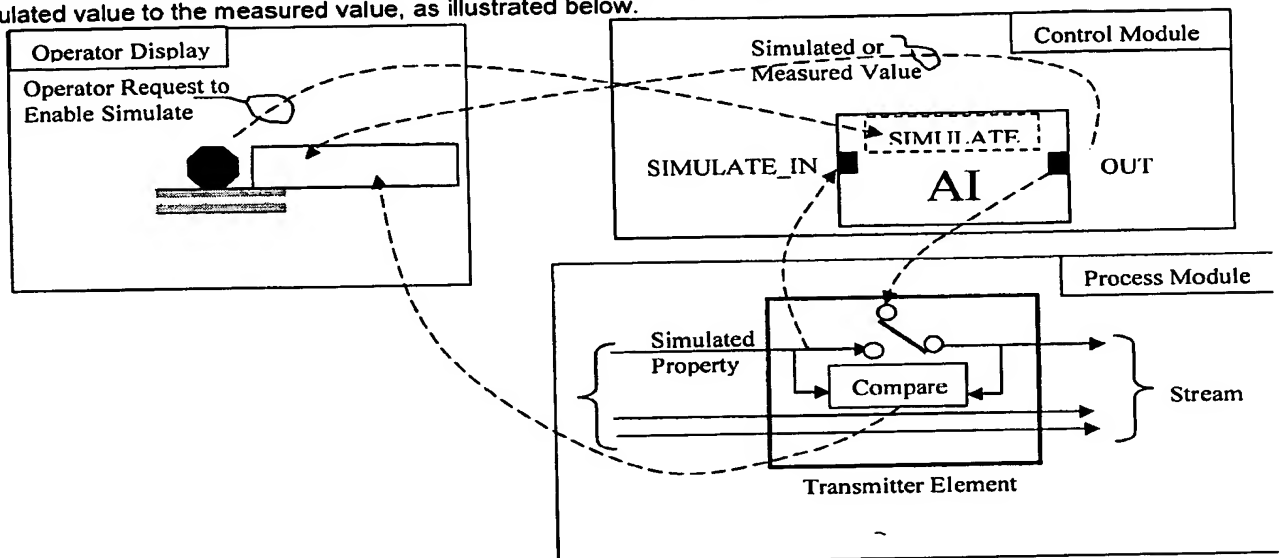 ulated value to the measured value, as illustrated below.
Operator Display
Operator Request to
Enable Simulate
Simulated or
Measured Value
Control Module
SIMULATE
SIMULATE_IN
AI
OUT
Process Module
Simulated
Property
Compare
Stream
Transmitter Element